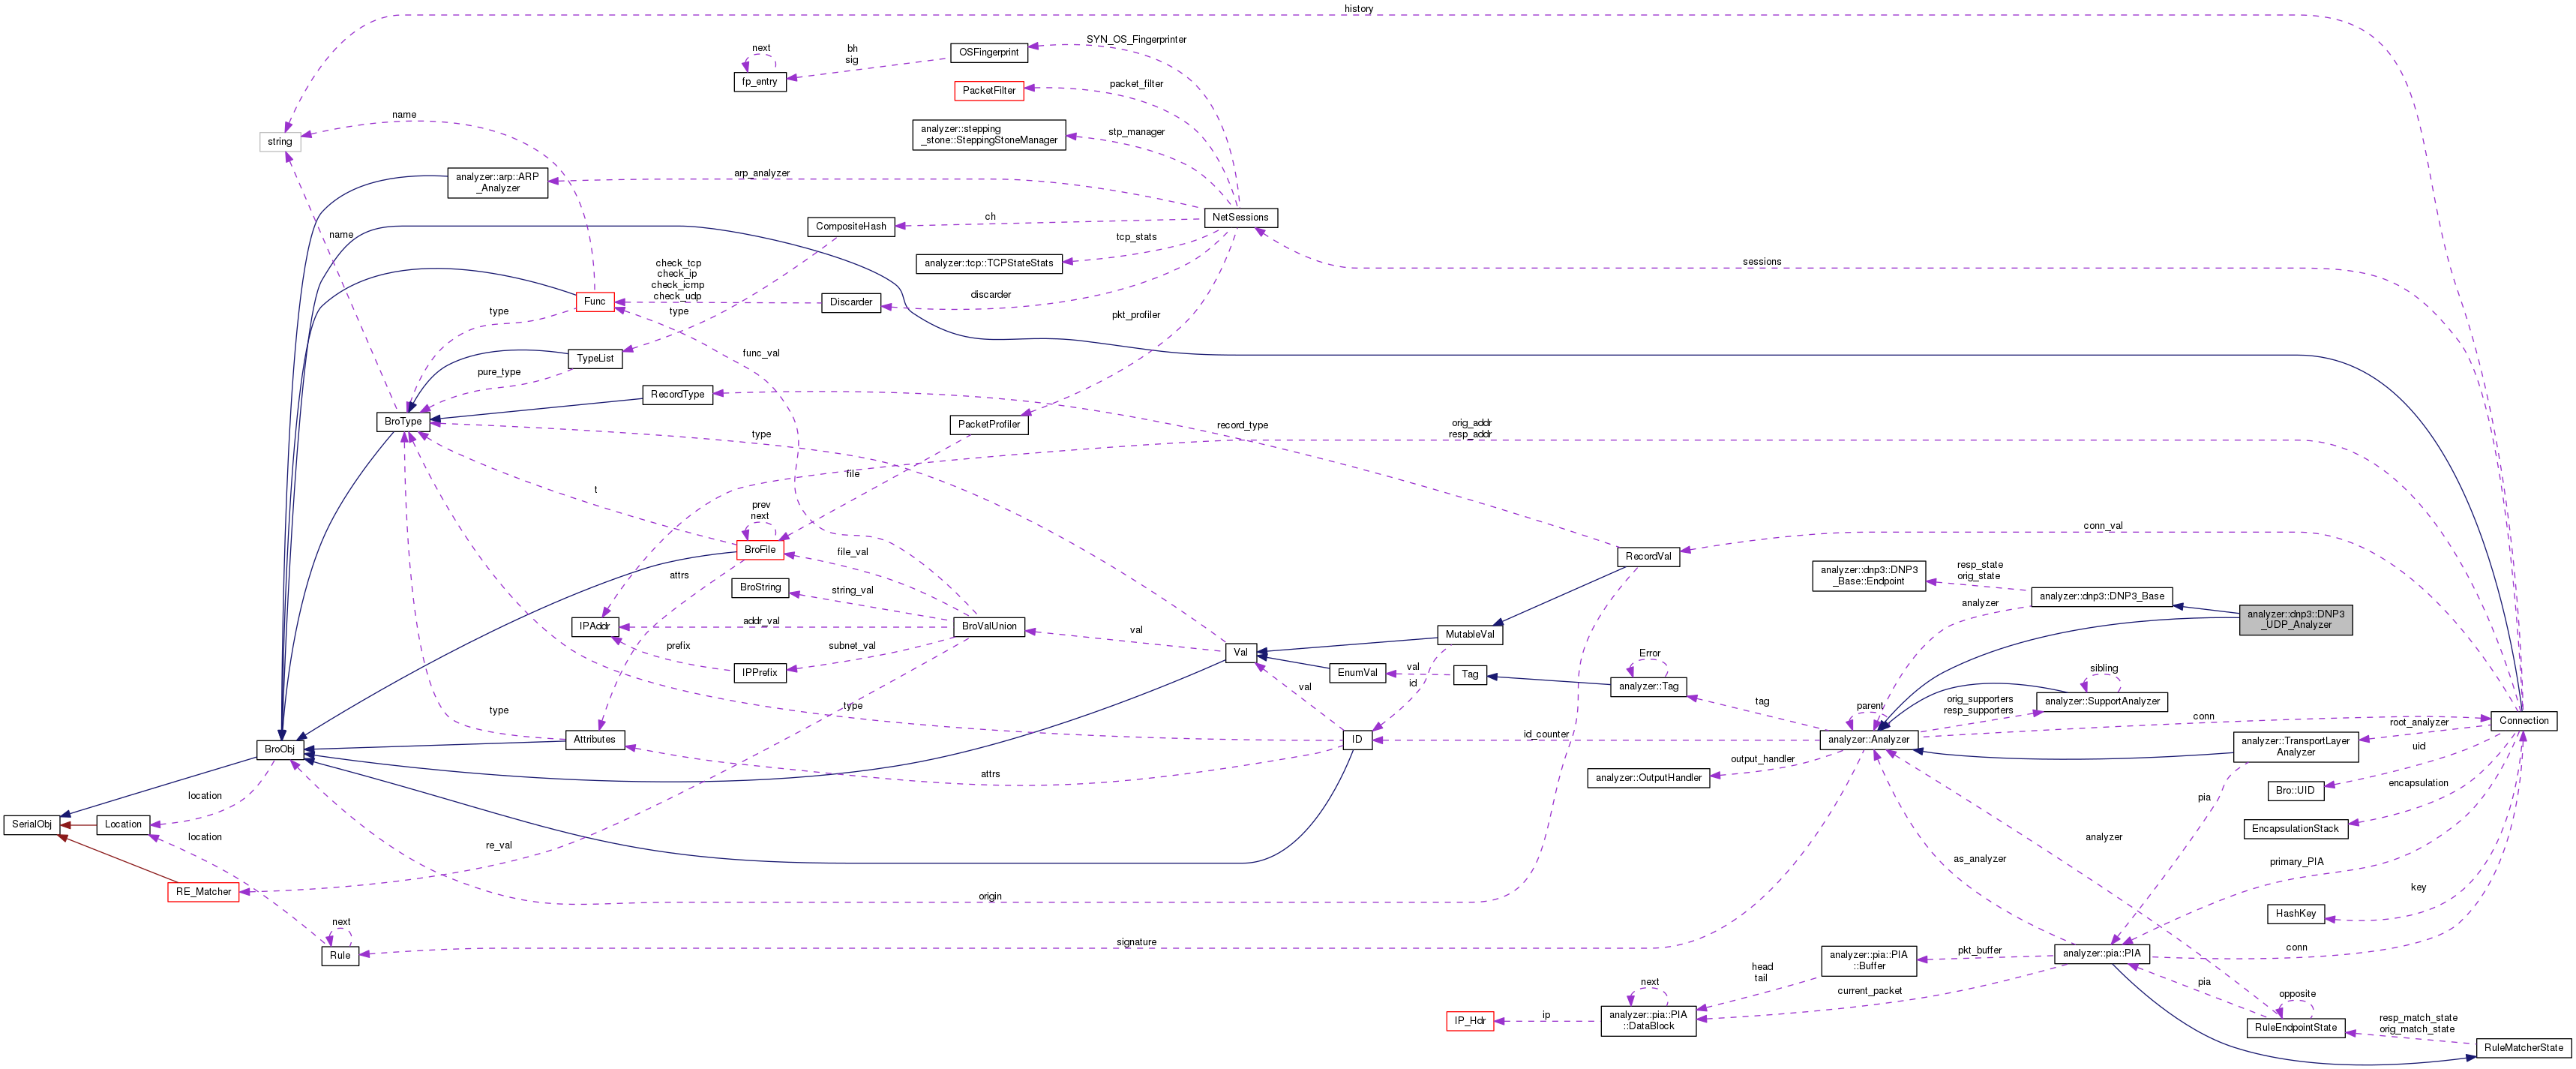 history
SYN_OS_Fingerprinter
OSFingerprint
bh
sig
next
fp_entry
packet_filter
PacketFilter
name
string
analyzer::stepping
_stone::SteppingStoneManager
stp_manager
analyzer::arp::ARP
_Analyzer
arp_analyzer
NetSessions
ch
CompositeHash
name
tcp_stats
analyzer::tcp::TCPStateStats
sessions
check_tcp
check_ip
check_icmp
check_udp
discarder
Discarder
Func
type
type
pkt_profiler
func_val
TypeList
pure_type
RecordType
BroType
PacketProfiler
record_type
orig_addr
resp_addr
type
file
t
prev
next
BroFile
file_val
conn_val
RecordVal
attrs
BroString
string_val
analyzer::dnp3::DNP3
_Base::Endpoint
resp_state
orig_state
analyzer::dnp3::DNP3_Base
analyzer
analyzer::dnp3::DNP3
_UDP_Analyzer
IPAddr
addr_val
BroValUnion
val
MutableVal
prefix
subnet_val
IPPrefix
Val
EnumVal
val
Tag
id
Error
analyzer::Tag
tag
sibling
analyzer::SupportAnalyzer
orig_supporters
resp_supporters
parent
val
type
type
conn
Connection
root_analyzer
Attributes
BroObj
ID
id_counter
analyzer::Analyzer
analyzer::TransportLayer
Analyzer
uid
output_handler
analyzer::OutputHandler
attrs
location
Bro::UID
encapsulation
pia
SerialObj
Location
location
EncapsulationStack
re_val
analyzer
as_analyzer
primary_PIA
RE_Matcher
origin
key
HashKey
next
Rule
signature
conn
analyzer::pia::PIA
pkt_buffer
analyzer::pia::PIA
::Buffer
head
tail
current_packet
next
pia
opposite
IP_Hdr
ip
analyzer::pia::PIA
::DataBlock
RuleEndpointState
resp_match_state
orig_match_state
RuleMatcherState